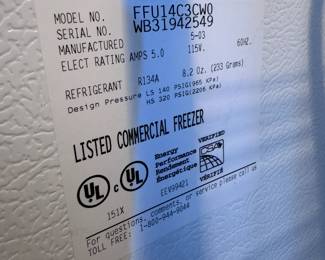 MODEL NO. FFU14C3CW0
SERIAL NO. WB31942549
MANUFACTURED 5-03
ELECT RATING AMPS 5.0 115V. 60HZ.
REFRIGERANT R134A 8.2 Oz. (233 Grams)
Design Pressure LS 140 PSIG(965 KPa)
HS 320 PSIG(2206 KPa)
LISTED COMMERCIAL FREEZER
UL
C UL
Energy
Performance
Rendement
Énergétique
VERIFIED
VÉRIFIÉ
EEV99421
151X
For questions, comments, or service please call us
TOLL FREE: 1-800-944-9044